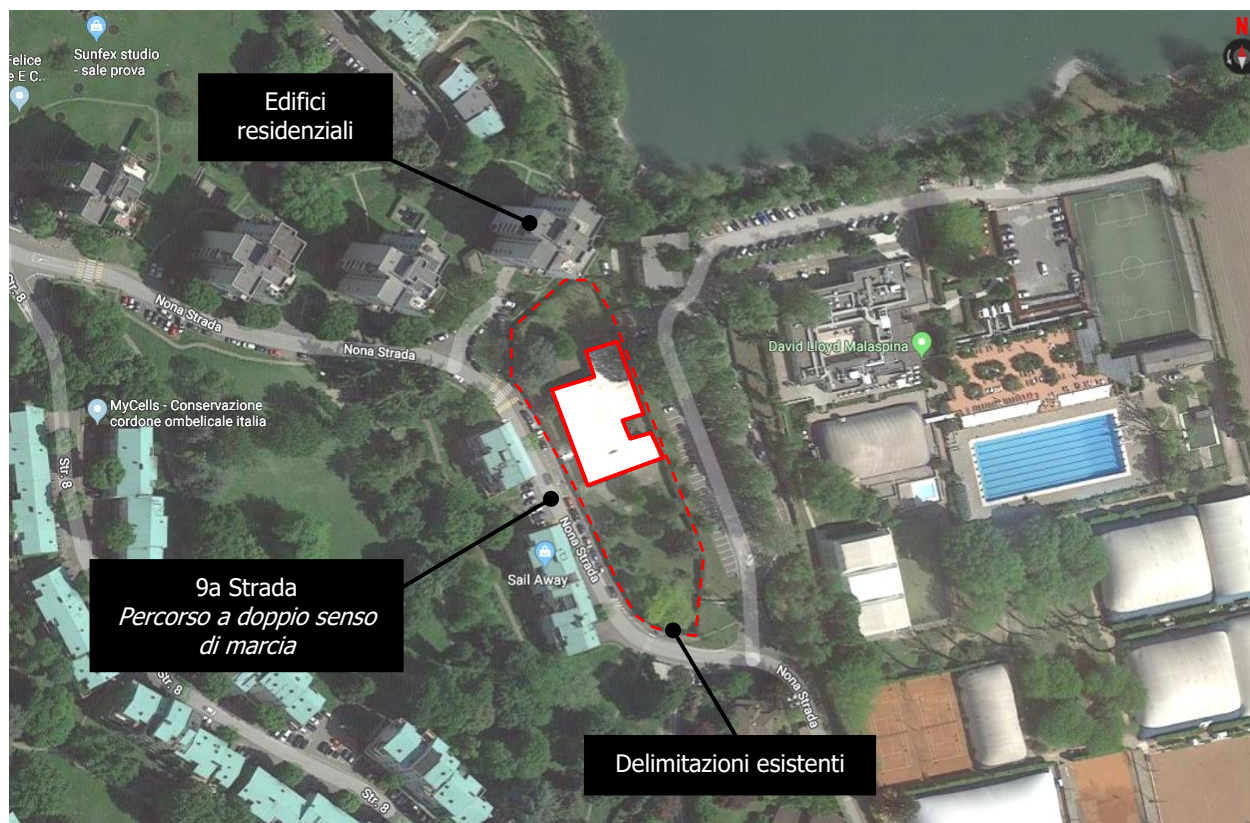 Sunfex studio
- sale prova
Felice
e E C.
N
Edifici
residenziali
Str. 8
Nona Strada
Nona Strada
David Lloyd Malaspina
MyCells - Conservazione
cordone ombelicale italia
Str. 8
Nona Strada
Sail Away
9a Strada
Percorso a doppio senso
di marcia
Str. 8
Nona Strada
Delimitazioni esistenti
Str. 8